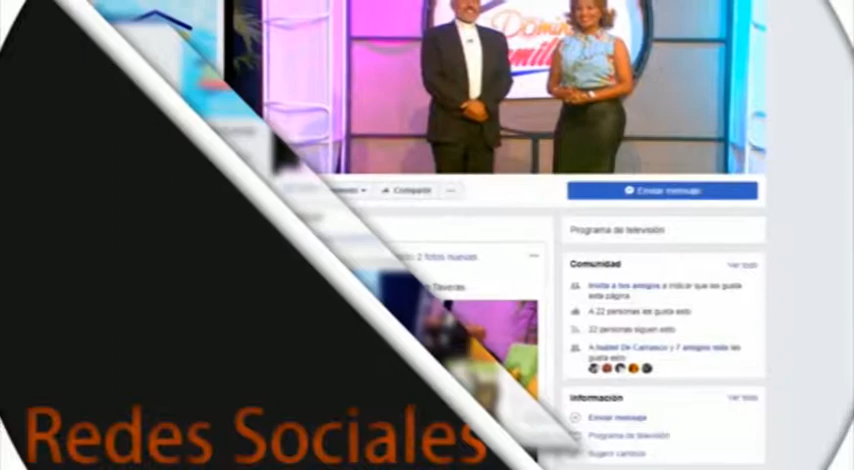 Compartir
Enviar mensaje
Programa de televisión
2 fotos nuevas
Comunidad
Ver todo
Invita a tus amigos a indicar que les gusta
esta página
A 22 personas les gusta esto
22 personas siguen esto
A Isabel De Carrasco y 7 amigos más les
gusta esto
Información
Ver todo
Enviar mensaje
Programa de televisión
Sugerir cambios
Redes Sociales